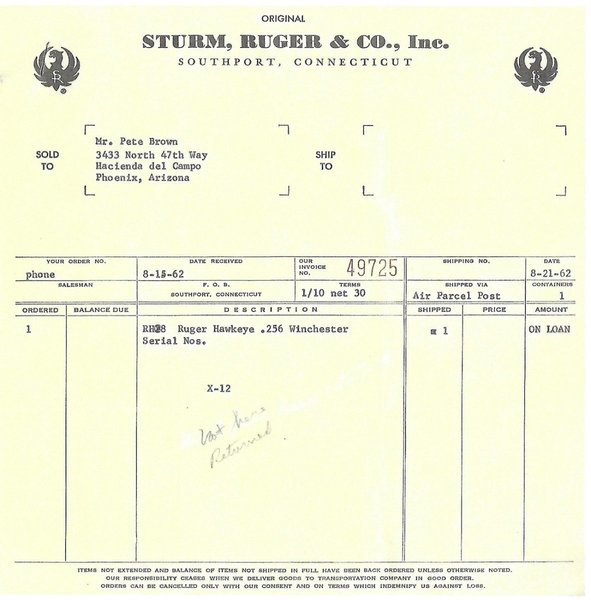 ORIGINAL
STURM, RUGER & CO., Inc.
SOUTHPORT, CONNECTICUT
SOLD TO
Mr. Pete Brown
3433 North 47th Way
Hacienda del Campo
Phoenix, Arizona
SHIP TO
YOUR ORDER NO.
phone
DATE RECEIVED
8-15-62
OUR INVOICE NO.
49725
SHIPPING NO.
DATE
8-21-62
SALESMAN
F. O. B.
SOUTHPORT, CONNECTICUT
TERMS
1/10 net 30
SHIPPED VIA
Air Parcel Post
CONTAINERS
1
ORDERED BALANCE DUE DESCRIPTION SHIPPED PRICE AMOUNT
1 Ruger Hawkeye .256 Winchester 1 ON LOAN
Serial Nos.
X-12
Returned
ITEMS NOT EXTENDED AND BALANCE OF ITEMS NOT SHIPPED IN FULL HAVE BEEN BACK ORDERED UNLESS OTHERWISE NOTED.
OUR RESPONSIBILITY CEASES WHEN WE DELIVER GOODS TO TRANSPORTATION COMPANY IN GOOD ORDER.
ORDERS CAN BE CANCELLED ONLY WITH OUR CONSENT AND ON TERMS WHICH INDEMNIFY US AGAINST LOSS.